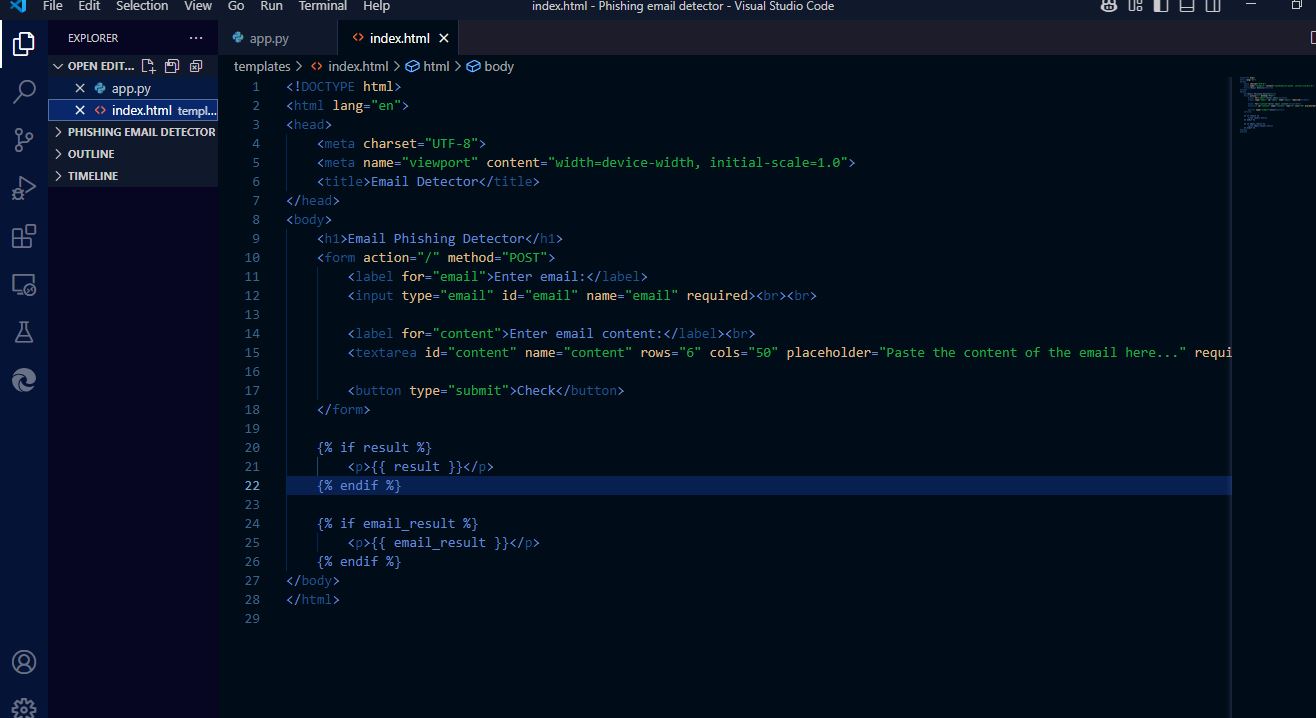 File Edit Selection View Go Run Terminal Help index.html - Phishing email detector - Visual Studio Code
EXPLORER ...
OPEN EDIT...
app.py
index.html templ...
PHISHING EMAIL DETECTOR
OUTLINE
TIMELINE
app.py <> index.html
templates > <> index.html > html > body
1 <!DOCTYPE html>
2 <html lang="en">
3 <head>
4 <meta charset="UTF-8">
5 <meta name="viewport" content="width=device-width, initial-scale=1.0">
6 <title>Email Detector</title>
7 </head>
8 <body>
9 <h1>Email Phishing Detector</h1>
10 <form action="/" method="POST">
11 <label for="email">Enter email:</label>
12 <input type="email" id="email" name="email" required><br><br>
13
14 <label for="content">Enter email content:</label><br>
15 <textarea id="content" name="content" rows="6" cols="50" placeholder="Paste the content of the email here..." requi
16
17 <button type="submit">Check</button>
18 </form>
19
20 {% if result %}
21 <p>{{ result }}</p>
22 {% endif %}
23
24 {% if email_result %}
25 <p>{{ email_result }}</p>
26 {% endif %}
27 </body>
28 </html>
29